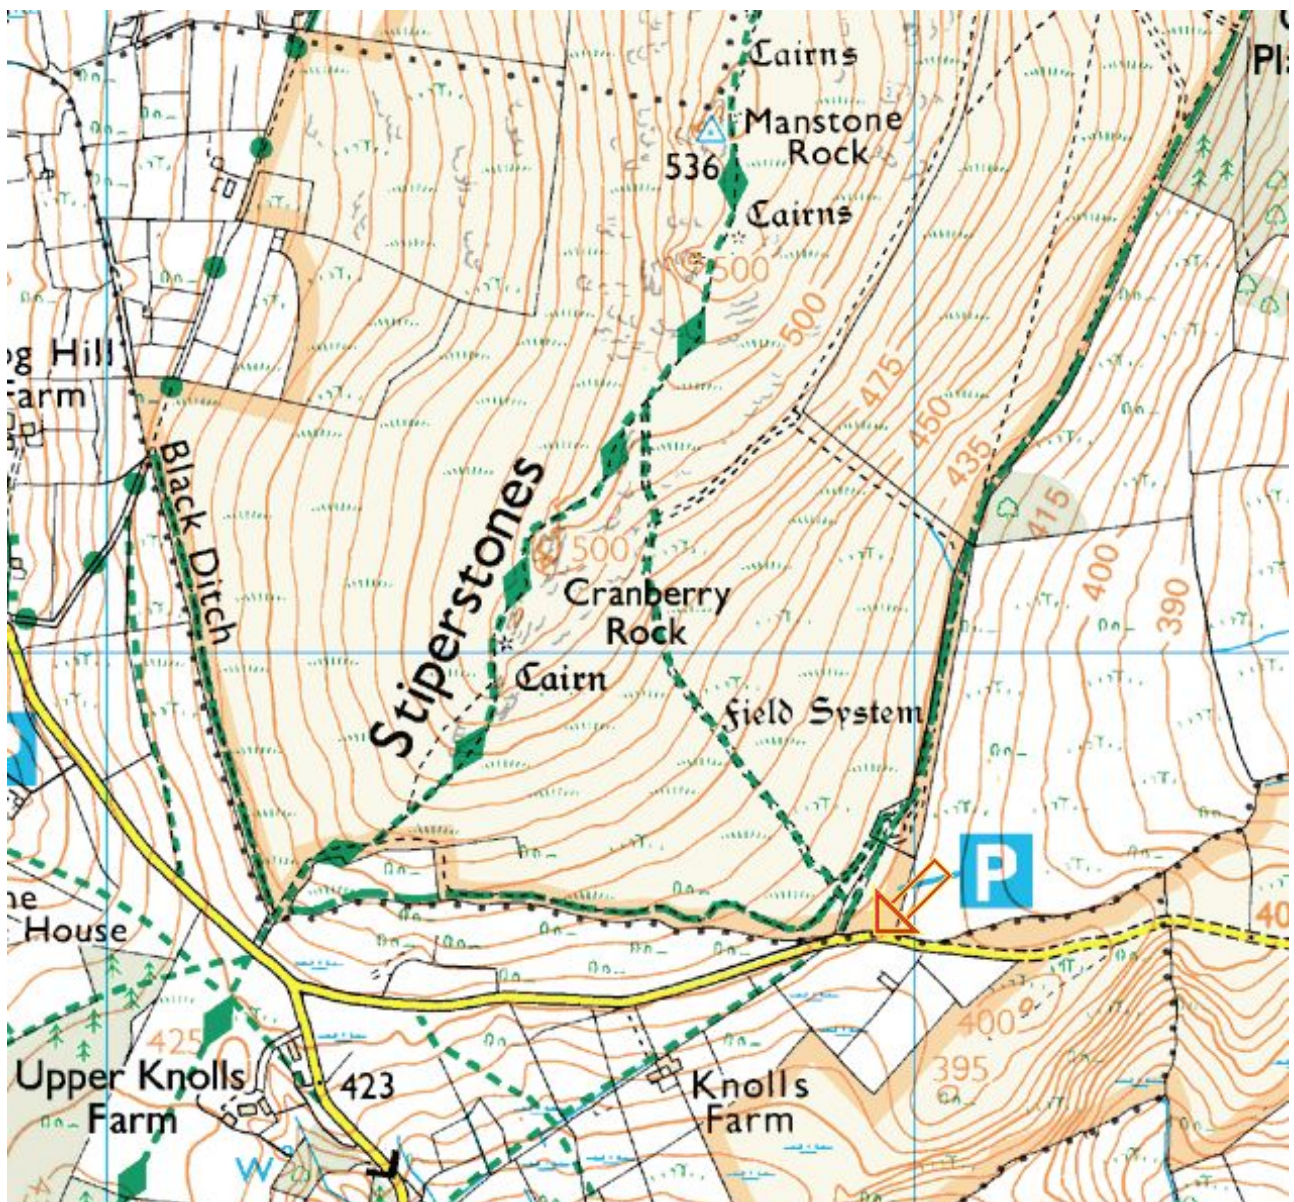 Cairns
Pl
Manstone
Rock
536
Cairns
500
500
og Hill
arm
475
450
435
Black Ditch
415
Stiperstones
500
400
390
Cranberry
Rock
Cairn
Field System
P
ne
House
40
425
400
395
Upper Knolls
Farm
423
Knolls
Farm
W